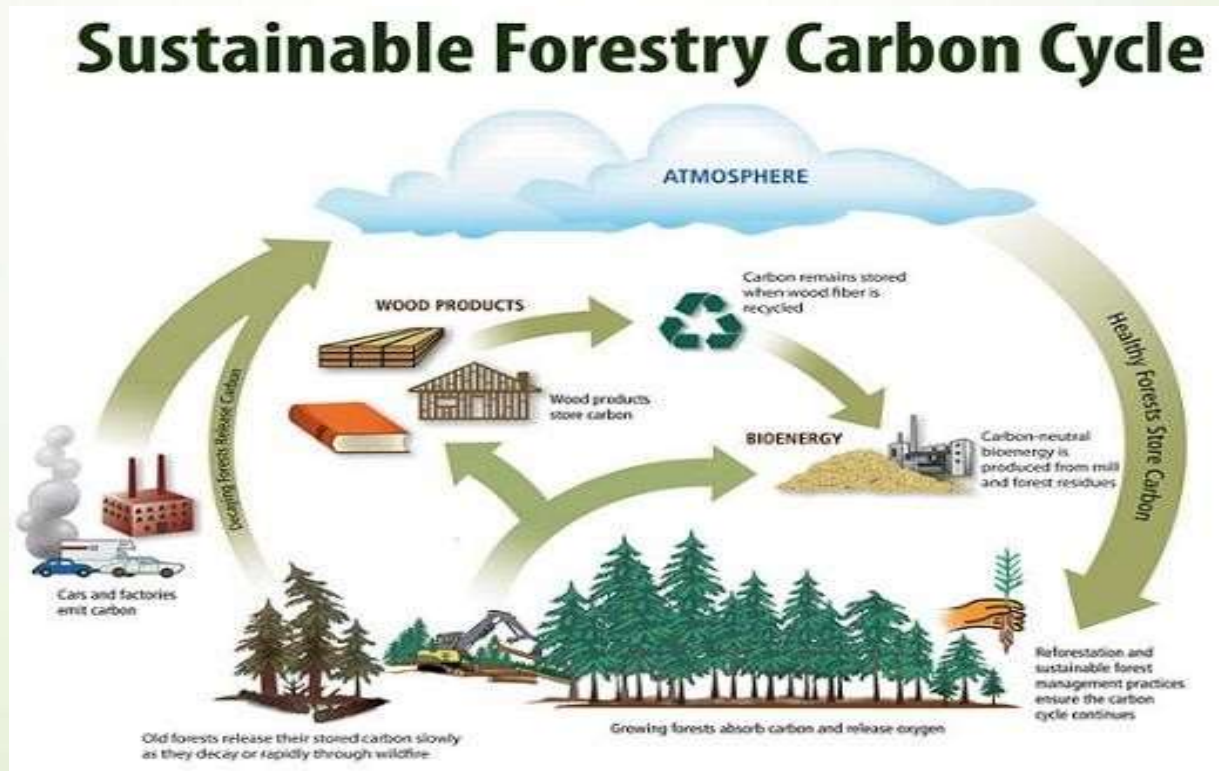 Sustainable Forestry Carbon Cycle
ATMOSPHERE
Carbon remains stored
when wood fiber is
recycled
WOOD PRODUCTS
Wood products
store carbon
BIOENERGY
Carbon-neutral
bioenergy is
produced from mill
and forest residues
Healthy Forests Store Carbon
Decaying Forests Release Carbon
Cars and factories
emit carbon
Reforestation and
sustainable forest
management practices
ensure the carbon
cycle continues
Growing forests absorb carbon and release oxygen
Old forests release their stored carbon slowly
as they decay or rapidly through wildfire